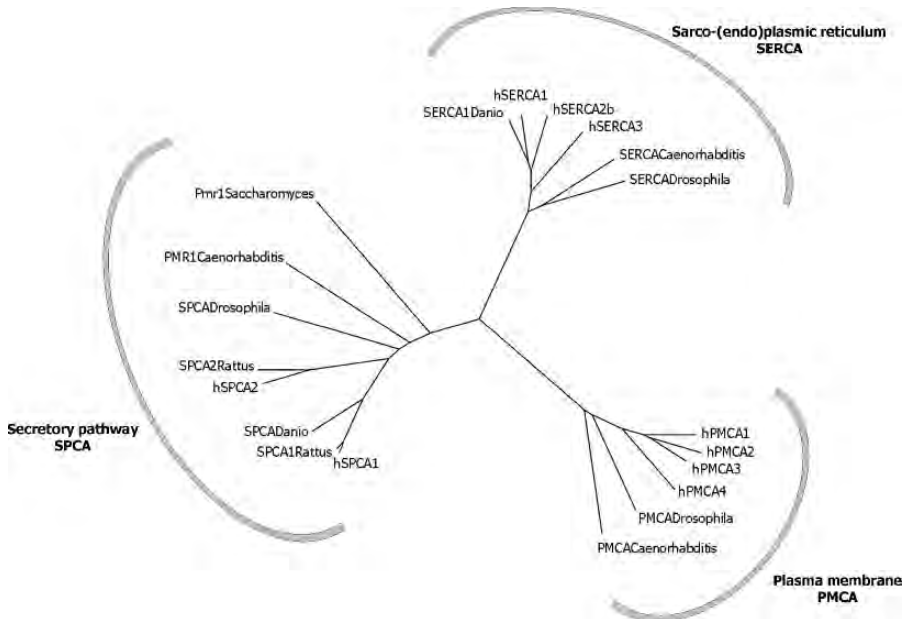 Sarco-(endo)plasmic reticulum
SERCA
hSERCA1
SERCA1Danio
hSERCA2b
hSERCA3
SERCACaenorhabditis
SERCADrosophila
Pmr1Saccharomyces
PMR1Caenorhabditis
SPCADrosophila
SPCA2Rattus
hSPCA2
SPCADanio
SPCA1Rattus
hSPCA1
Secretory pathway
SPCA
hPMCA1
hPMCA2
hPMCA3
hPMCA4
PMCADrosophila
PMCACaenorhabditis
Plasma membrane
PMCA